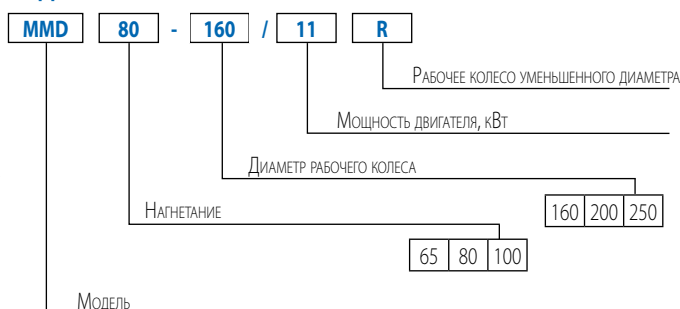 MMD 80 - 160 / 11 R
Рабочее колесо уменьшенного диаметра
Мощность двигателя, кВт
Диаметр рабочего колеса
160 200 250
Нагнетание
65 80 100
Модель